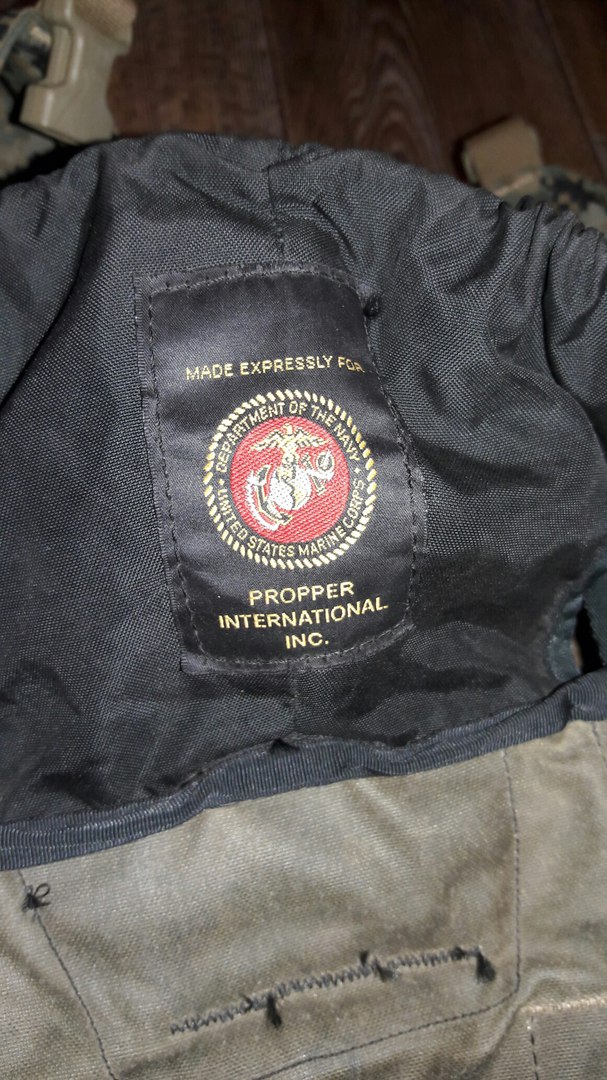 MADE EXPRESSLY FOR
DEPARTMENT OF THE NAVY
UNITED STATES MARINE CORPS
PROPPER
INTERNATIONAL
INC.